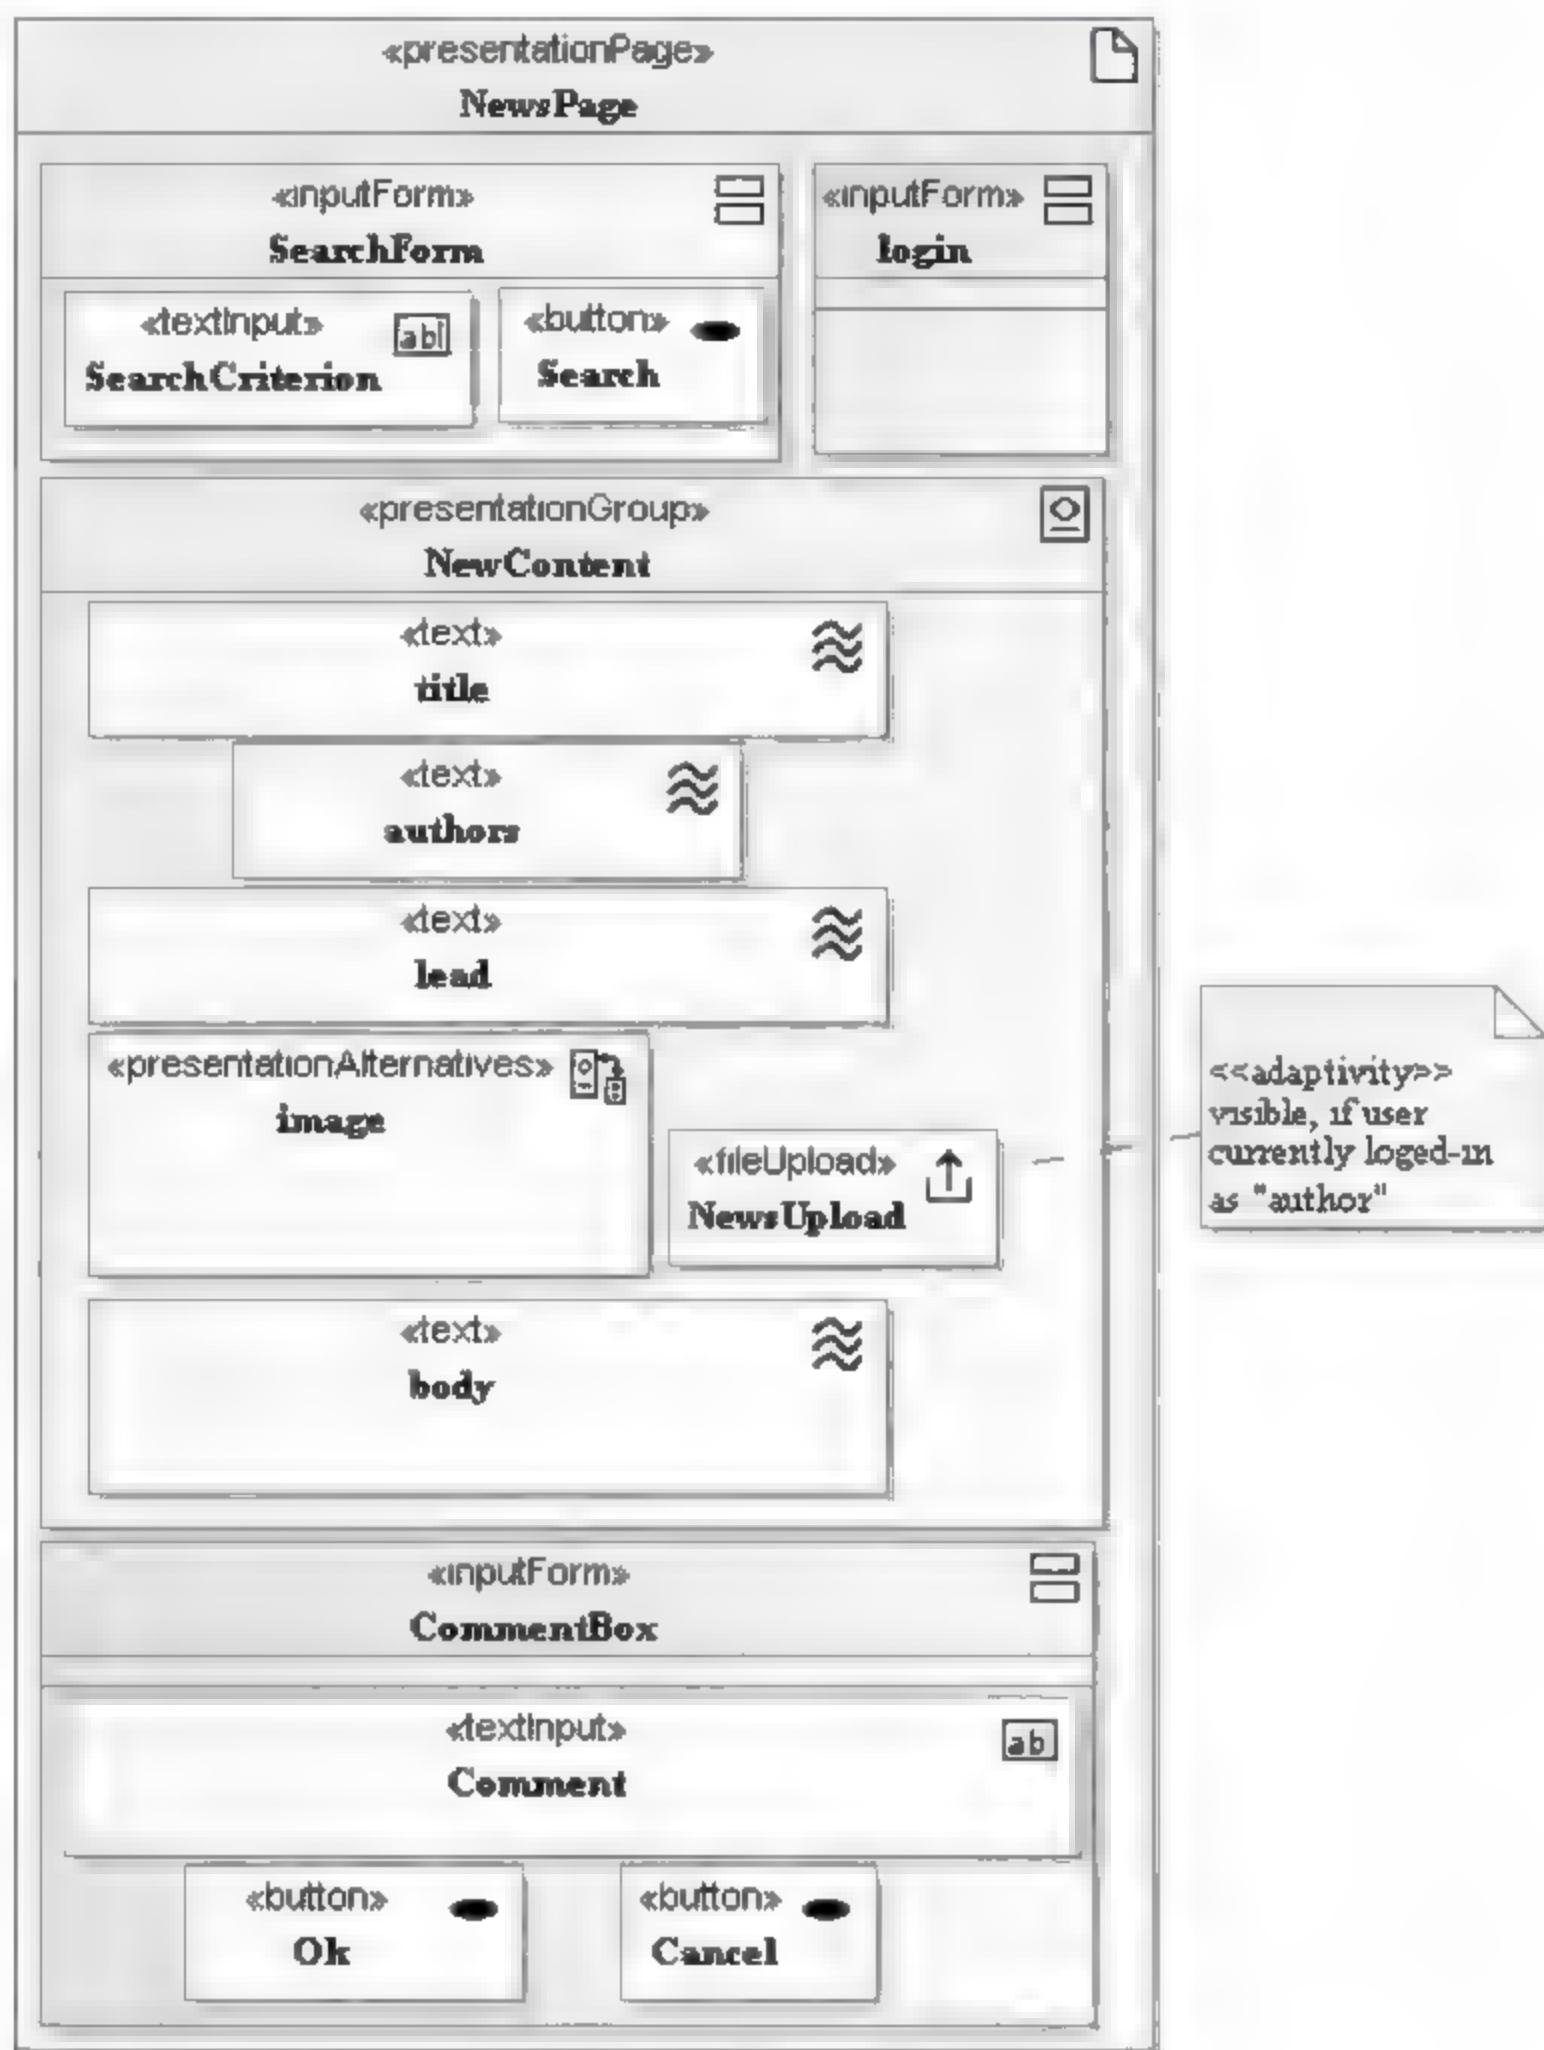 «presentationPage»
NewsPage
«inputForm»
SearchForm
«inputForm»
login
«textInput»
abl
SearchCriterion
«button»
Search
«presentationGroup»
NewContent
«text»
title
«text»
authors
«text»
lead
«presentationAlternatives»
image
«fileUpload»
NewsUpload
<<adaptivity>>
visible, if user
currently loged-in
as "author"
«text»
body
«inputForm»
CommentBox
«textInput»
ab
Comment
«button»
Ok
«button»
Cancel